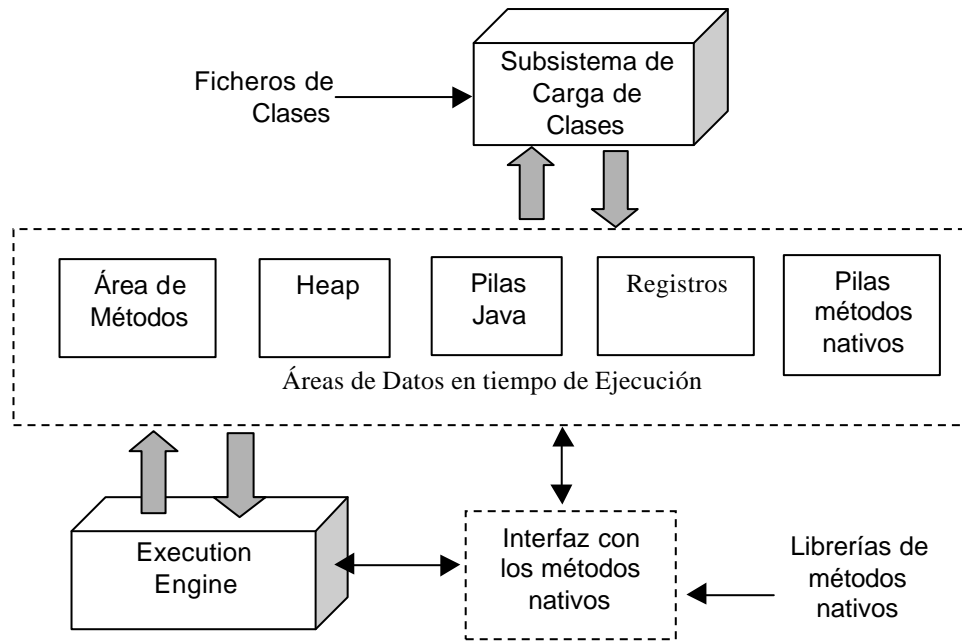 Subsistema de
Carga de
Clases
Ficheros de
Clases
Área de
Métodos
Heap
Pilas
Java
Registros
Pilas
métodos
nativos
Áreas de Datos en tiempo de Ejecución
Execution
Engine
Interfaz con
los métodos
nativos
Librerías de
métodos
nativos